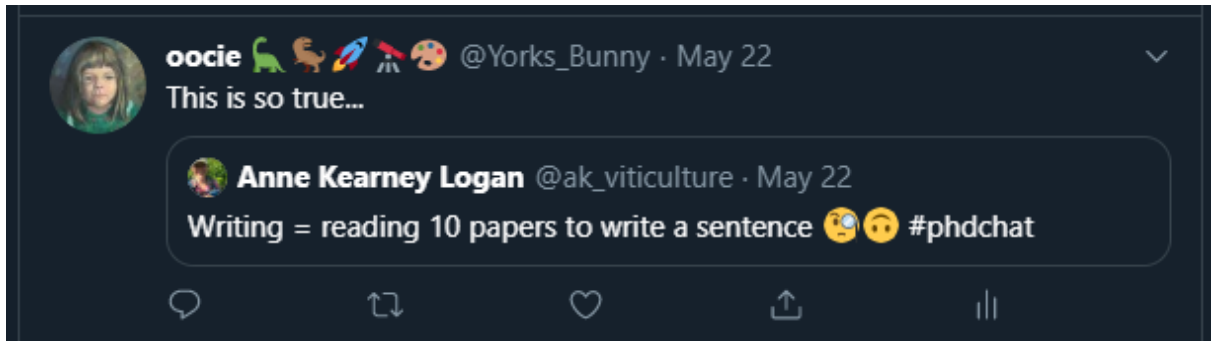 oocie 🦕🦖🚀🔭🎨 @Yorks_Bunny · May 22
This is so true...
Anne Kearney Logan @ak_viticulture · May 22
Writing = reading 10 papers to write a sentence 🧐🙃 #phdchat